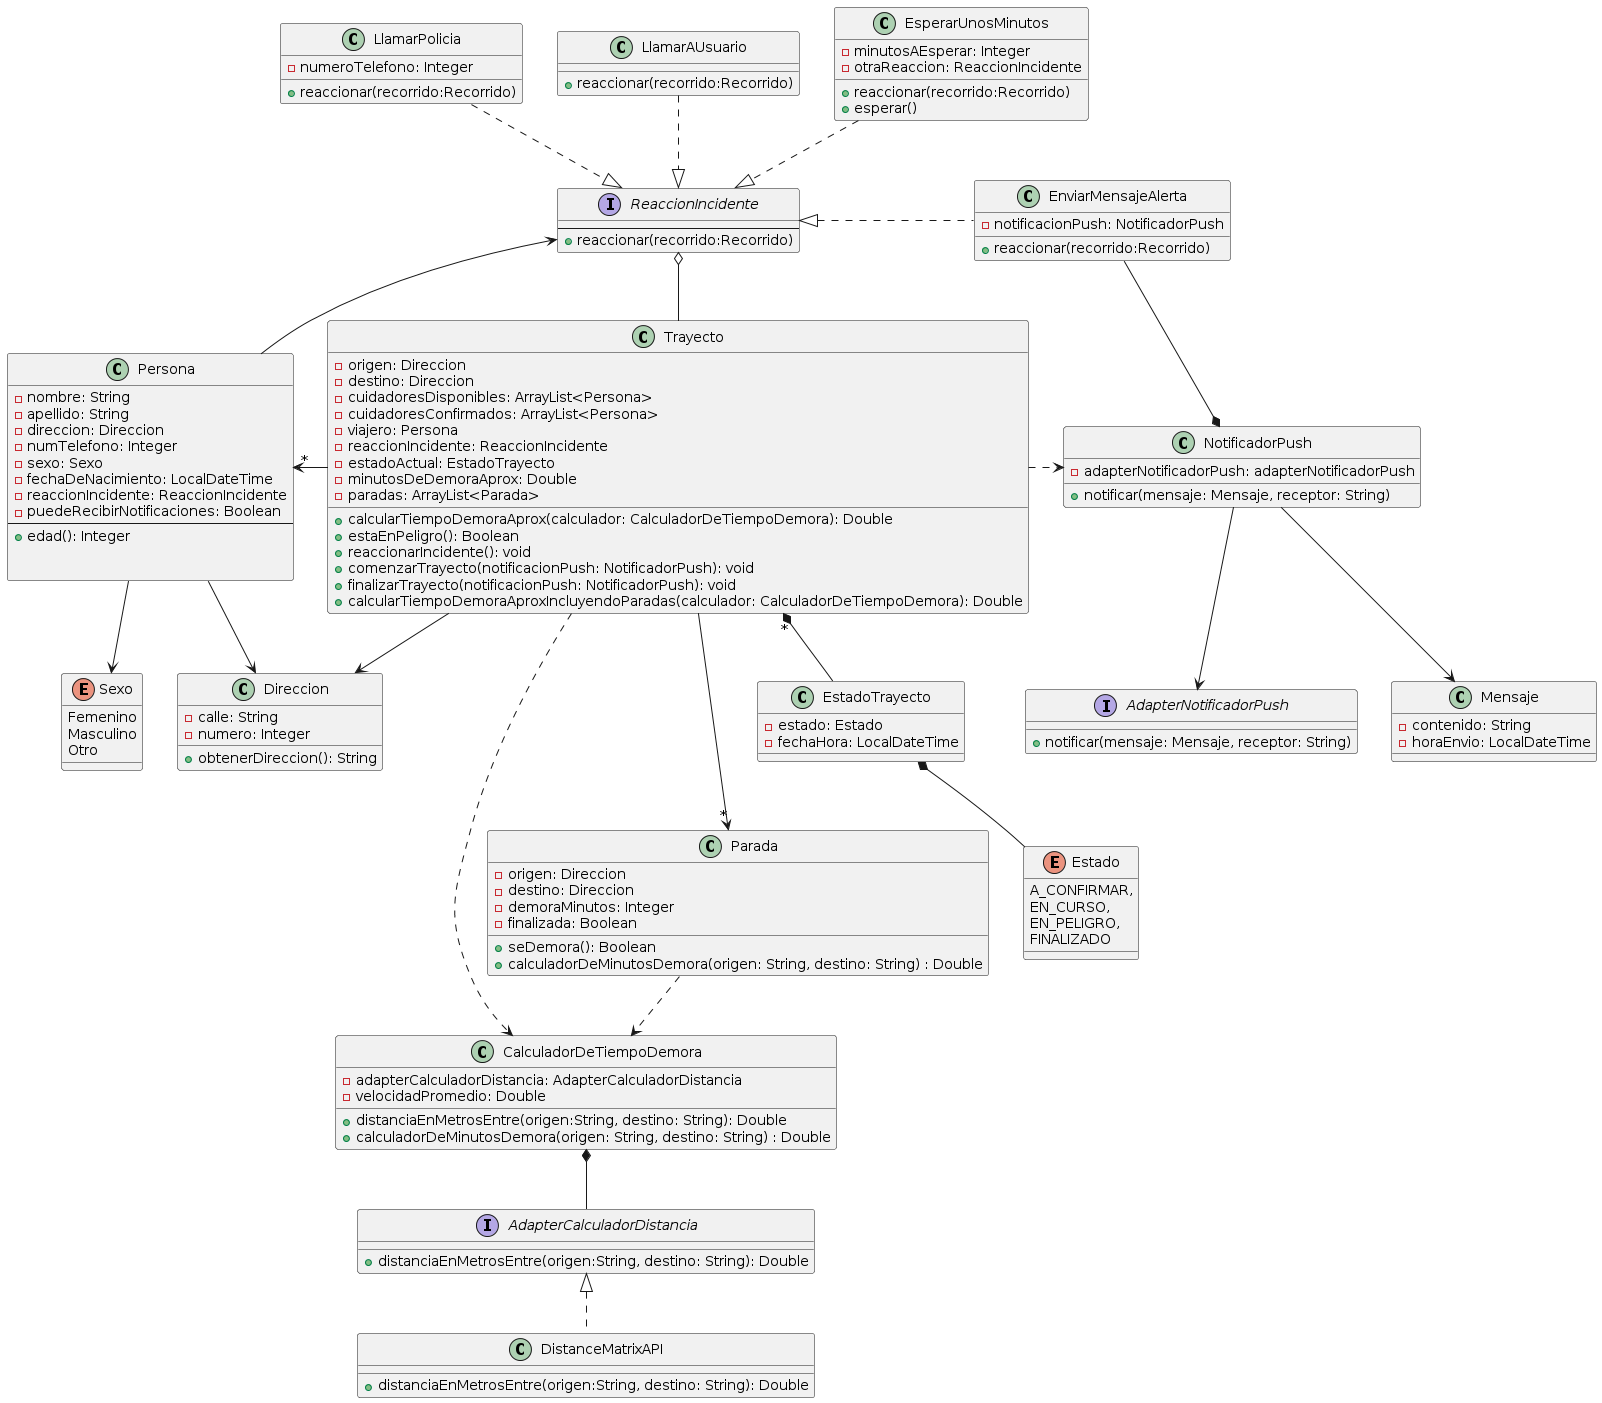 C LlamarPolicia
numeroTelefono: Integer
reaccionar(recorrido:Recorrido)
C LlamarAUsuario
reaccionar(recorrido:Recorrido)
C EsperarUnosMinutos
minutosAEsperar: Integer
otraReaccion: ReaccionIncidente
reaccionar(recorrido:Recorrido)
esperar()
I ReaccionIncidente
reaccionar(recorrido:Recorrido)
C EnviarMensajeAlerta
notificacionPush: NotificadorPush
reaccionar(recorrido:Recorrido)
C Persona
nombre: String
apellido: String
direccion: Direccion
numTelefono: Integer
sexo: Sexo
fechaDeNacimiento: LocalDateTime
reaccionIncidente: ReaccionIncidente
puedeRecibirNotificaciones: Boolean
edad(): Integer
*
C Trayecto
origen: Direccion
destino: Direccion
cuidadoresDisponibles: ArrayList<Persona>
cuidadoresConfirmados: ArrayList<Persona>
viajero: Persona
reaccionIncidente: ReaccionIncidente
estadoActual: EstadoTrayecto
minutosDeDemoraAprox: Double
paradas: ArrayList<Parada>
calcularTiempoDemoraAprox(calculador: CalculadorDeTiempoDemora): Double
estaEnPeligro(): Boolean
reaccionarIncidente(): void
comenzarTrayecto(notificacionPush: NotificadorPush): void
finalizarTrayecto(notificacionPush: NotificadorPush): void
calcularTiempoDemoraAproxIncluyendoParadas(calculador: CalculadorDeTiempoDemora): Double
*
C NotificadorPush
adapterNotificadorPush: adapterNotificadorPush
notificar(mensaje: Mensaje, receptor: String)
E Sexo
Femenino
Masculino
Otro
C Direccion
calle: String
numero: Integer
obtenerDireccion(): String
C EstadoTrayecto
estado: Estado
fechaHora: LocalDateTime
I AdapterNotificadorPush
notificar(mensaje: Mensaje, receptor: String)
C Mensaje
contenido: String
horaEnvio: LocalDateTime
*
C Parada
origen: Direccion
destino: Direccion
demoraMinutos: Integer
finalizada: Boolean
seDemora(): Boolean
calculadorDeMinutosDemora(origen: String, destino: String) : Double
E Estado
A_CONFIRMAR,
EN_CURSO,
EN_PELIGRO,
FINALIZADO
C CalculadorDeTiempoDemora
adapterCalculadorDistancia: AdapterCalculadorDistancia
velocidadPromedio: Double
distanciaEnMetrosEntre(origen:String, destino: String): Double
calculadorDeMinutosDemora(origen: String, destino: String) : Double
I AdapterCalculadorDistancia
distanciaEnMetrosEntre(origen:String, destino: String): Double
C DistanceMatrixAPI
distanciaEnMetrosEntre(origen:String, destino: String): Double